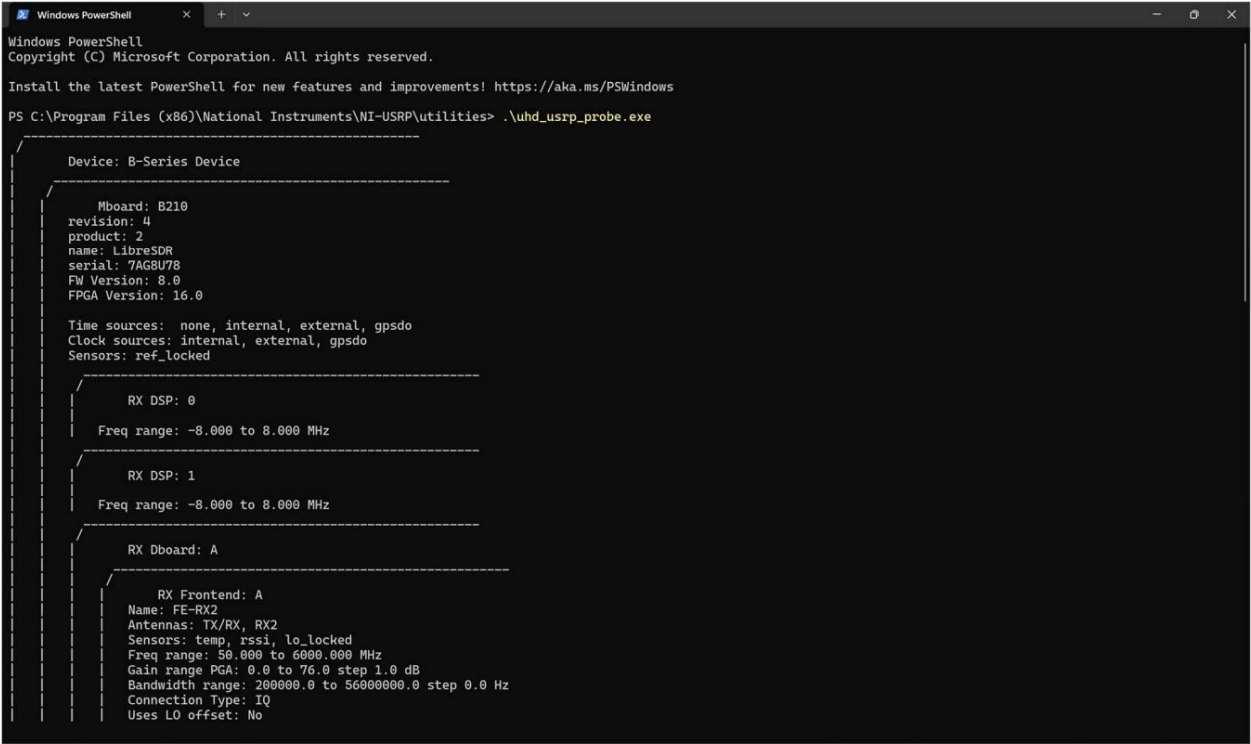 Windows PowerShell
Windows PowerShell
Copyright (C) Microsoft Corporation. All rights reserved.
Install the latest PowerShell for new features and improvements! https://aka.ms/PSWindows
PS C:\Program Files (x86)\National Instruments\NI-USRP\utilities> .\uhd_usrp_probe.exe
Device: B-Series Device
Mboard: B210
revision: 4
product: 2
name: LibreSDR
serial: 7AG8U78
FW Version: 8.0
FPGA Version: 16.0
Time sources:  none, internal, external, gpsdo
Clock sources: internal, external, gpsdo
Sensors: ref_locked
RX DSP: 0
Freq range: -8.000 to 8.000 MHz
RX DSP: 1
Freq range: -8.000 to 8.000 MHz
RX Dboard: A
RX Frontend: A
Name: FE-RX2
Antennas: TX/RX, RX2
Sensors: temp, rssi, lo_locked
Freq range: 50.000 to 6000.000 MHz
Gain range PGA: 0.0 to 76.0 step 1.0 dB
Bandwidth range: 200000.0 to 56000000.0 step 0.0 Hz
Connection Type: IQ
Uses LO offset: No